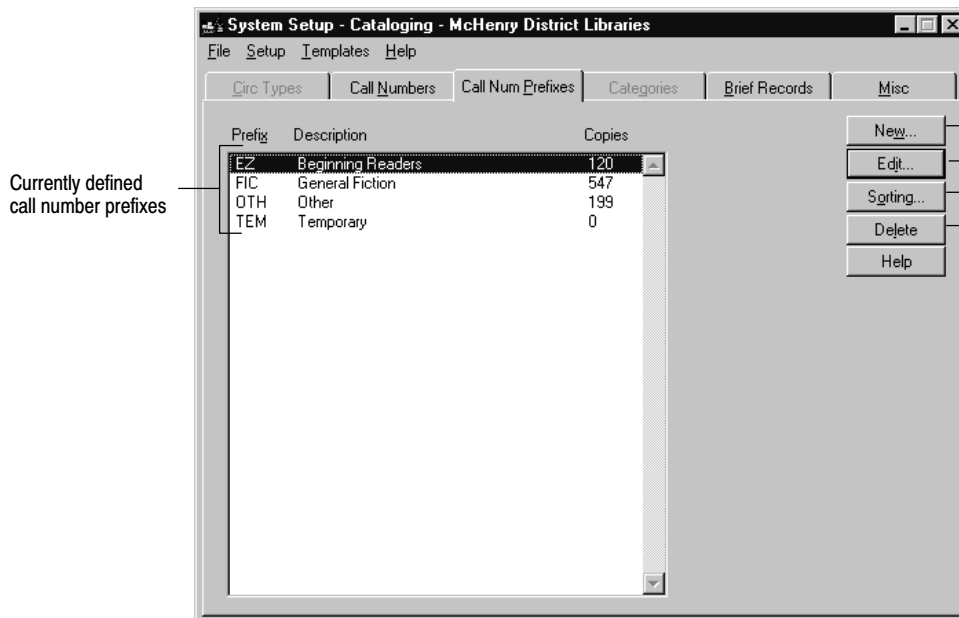 System Setup - Cataloging - McHenry District Libraries
File Setup Templates Help
Circ Types Call Numbers Call Num Prefixes Categories Brief Records Misc
Prefix Description Copies
EZ Beginning Readers 120
FIC General Fiction 547
OTH Other 199
TEM Temporary 0
New...
Edit...
Sorting...
Delete
Help
Currently defined
call number prefixes